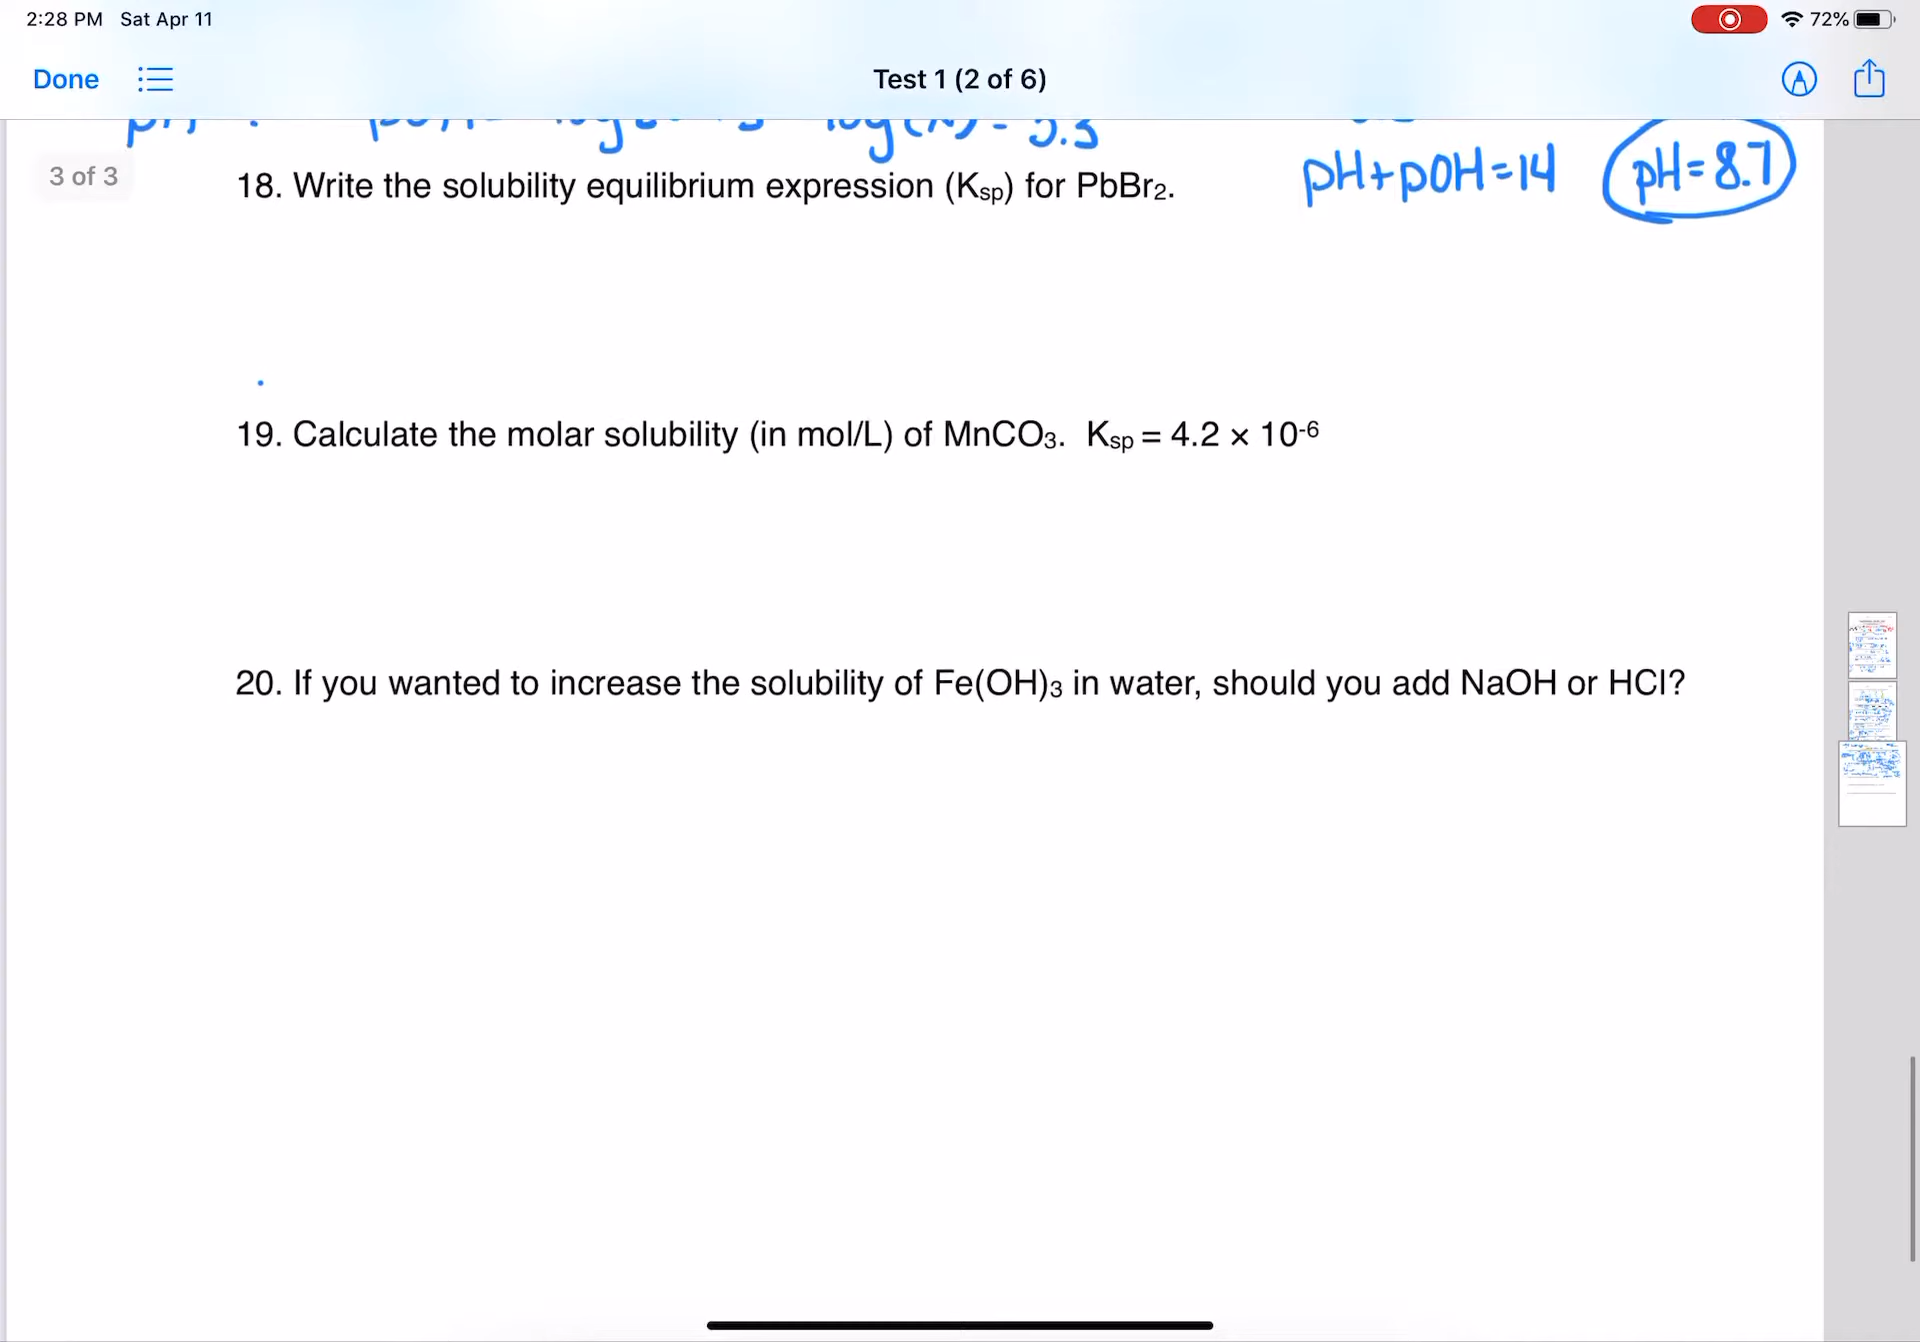 2:28 PM Sat Apr 11
72%
Done
Test 1 (2 of 6)
3 of 3
pH+pOH=14 pH=8.7
18. Write the solubility equilibrium expression (Ksp) for PbBr2.
19. Calculate the molar solubility (in mol/L) of MnCO3. Ksp = 4.2 × 10-6
20. If you wanted to increase the solubility of Fe(OH)3 in water, should you add NaOH or HCl?